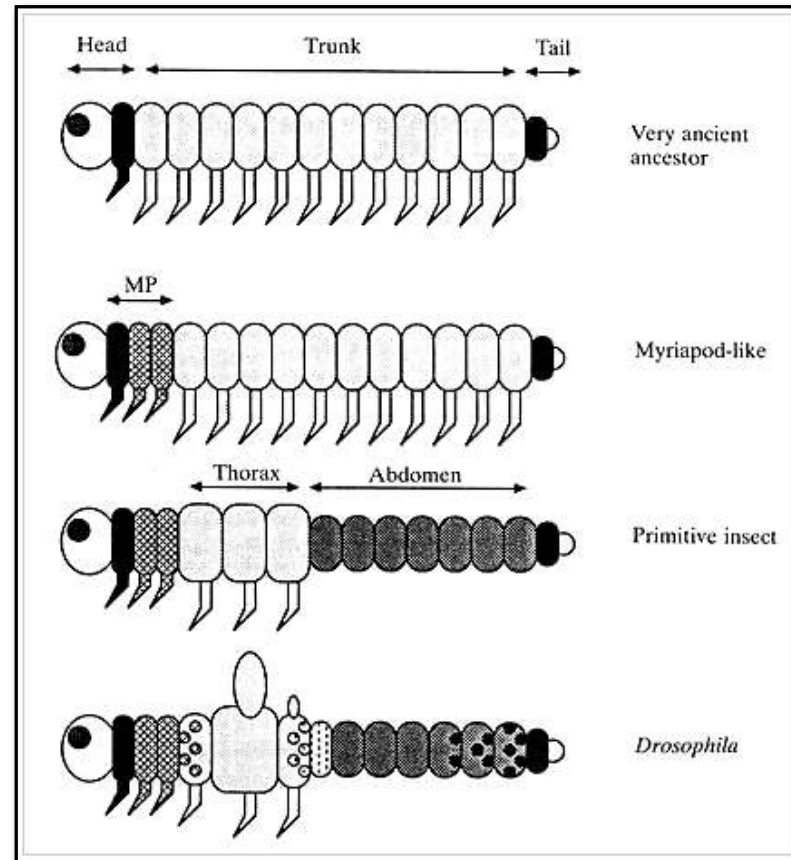 Head Trunk Tail
Very ancient
ancestor
MP
Myriapod-like
Thorax Abdomen
Primitive insect
Drosophila